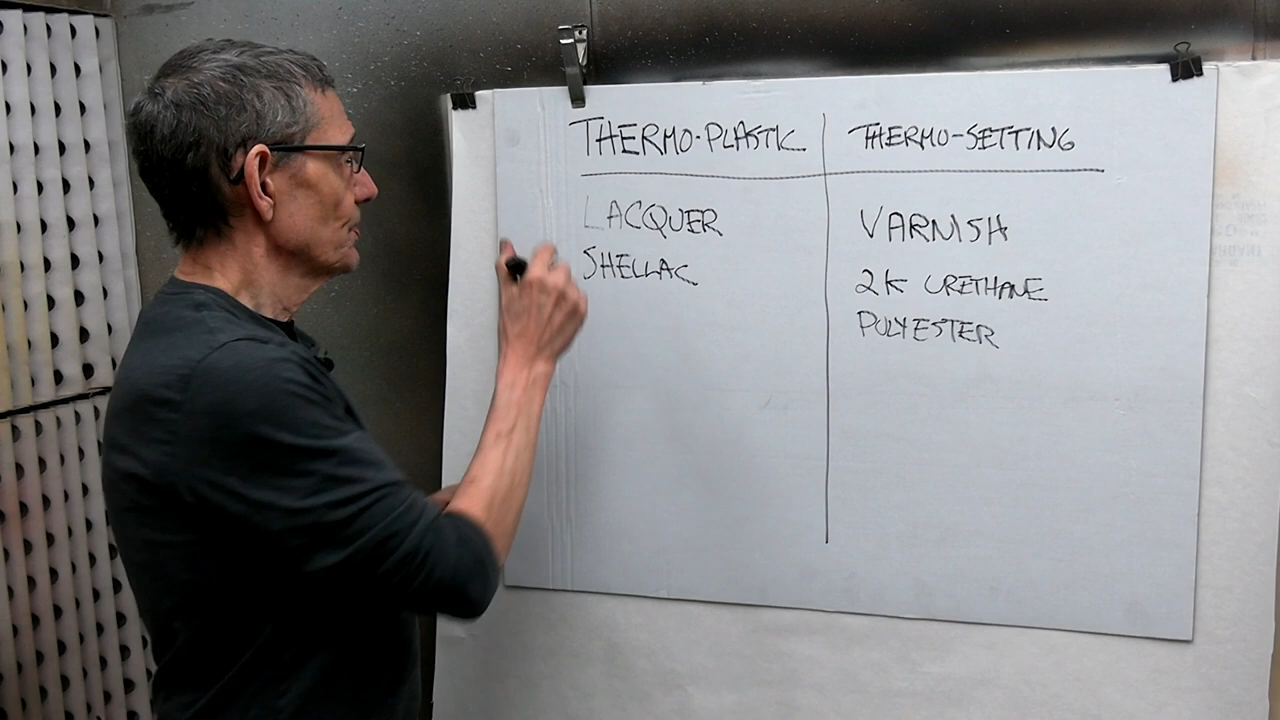 THERMO-PLASTIC
THERMO-SETTING
LACQUER
SHELLAC
VARNISH
2K URETHANE
POLYESTER